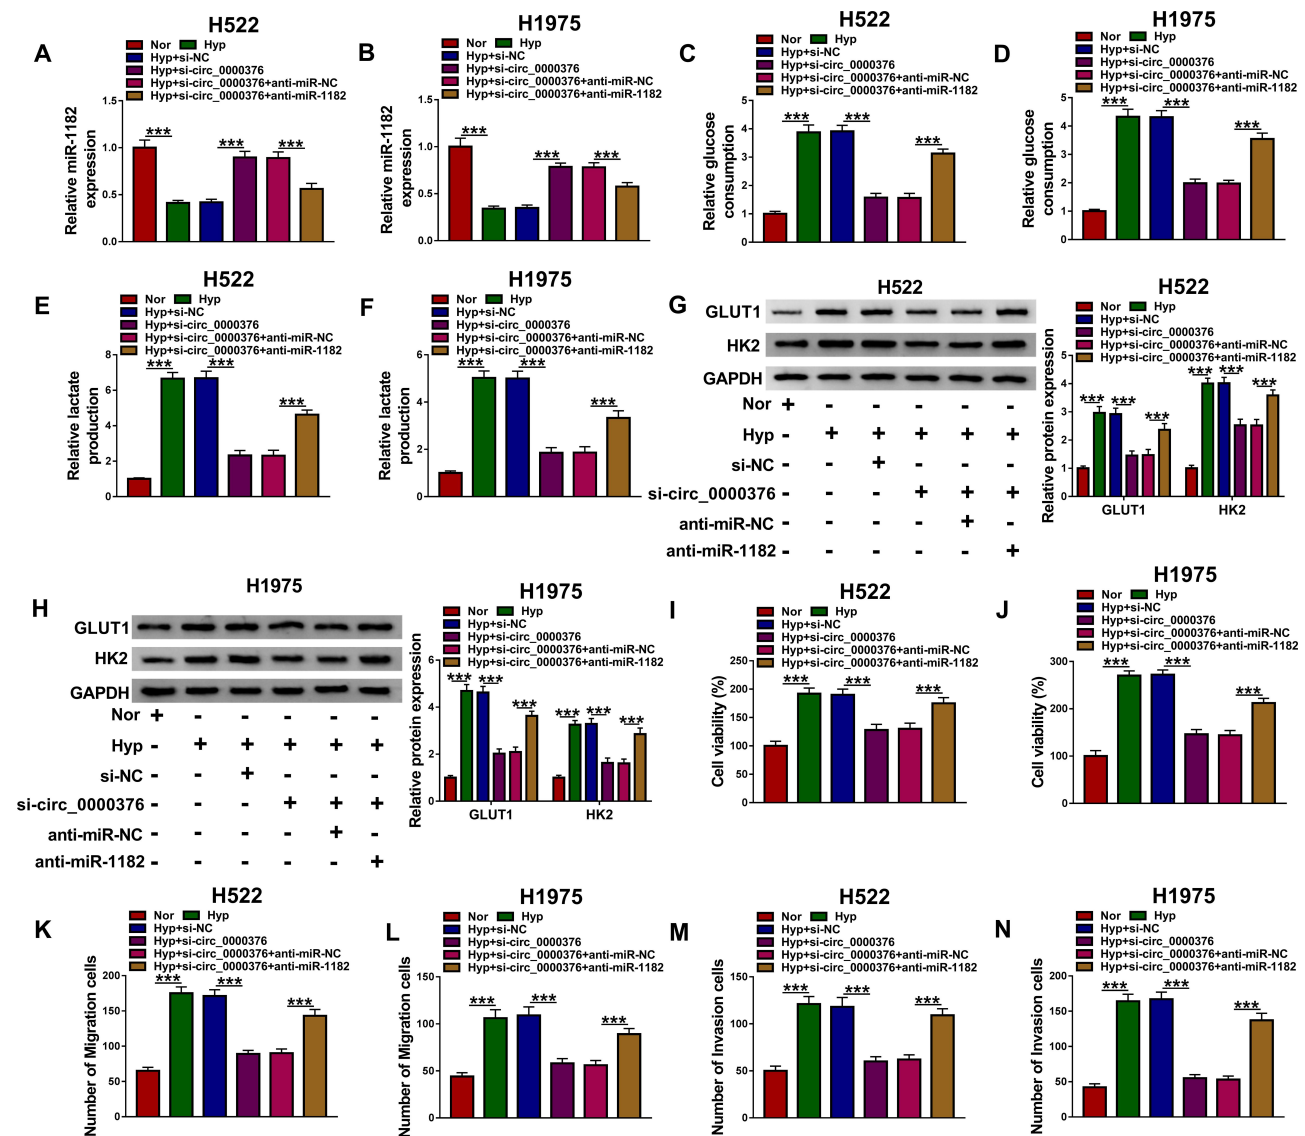 A
H522
Nor Hyp
Hyp+si-NC
Hyp+si-circ_0000376
Hyp+si-circ_0000376+anti-miR-NC
Hyp+si-circ_0000376+anti-miR-1182
Relative miR-1182
expression
1.5
1.0
0.5
0.0
***
***
***
B
H1975
Nor Hyp
Hyp+si-NC
Hyp+si-circ_0000376
Hyp+si-circ_0000376+anti-miR-NC
Hyp+si-circ_0000376+anti-miR-1182
Relative miR-1182
expression
1.5
1.0
0.5
0.0
***
***
***
C
H522
Nor Hyp
Hyp+si-NC
Hyp+si-circ_0000376
Hyp+si-circ_0000376+anti-miR-NC
Hyp+si-circ_0000376+anti-miR-1182
Relative glucose
consumption
5
4
3
2
1
0
***
***
***
D
H1975
Nor Hyp
Hyp+si-NC
Hyp+si-circ_0000376
Hyp+si-circ_0000376+anti-miR-NC
Hyp+si-circ_0000376+anti-miR-1182
Relative glucose
consumption
5
4
3
2
1
0
***
***
***
E
H522
Nor Hyp
Hyp+si-NC
Hyp+si-circ_0000376
Hyp+si-circ_0000376+anti-miR-NC
Hyp+si-circ_0000376+anti-miR-1182
Relative lactate
production
8
6
4
2
0
***
***
***
F
H1975
Nor Hyp
Hyp+si-NC
Hyp+si-circ_0000376
Hyp+si-circ_0000376+anti-miR-NC
Hyp+si-circ_0000376+anti-miR-1182
Relative lactate
production
6
4
2
0
***
***
***
G
H522
GLUT1
HK2
GAPDH
Nor + - - - - -
Hyp - + + + + +
si-NC - - + - - -
si-circ_0000376 - - - + + +
anti-miR-NC - - - - + -
anti-miR-1182 - - - - - +
H522
Nor Hyp
Hyp+si-NC
Hyp+si-circ_0000376
Hyp+si-circ_0000376+anti-miR-NC
Hyp+si-circ_0000376+anti-miR-1182
Relative protein expression
5
4
3
2
1
0
***
***
***
***
***
***
GLUT1 HK2
H
H1975
GLUT1
HK2
GAPDH
Nor + - - - - -
Hyp - + + + + +
si-NC - - + - - -
si-circ_0000376 - - - + + +
anti-miR-NC - - - - + -
anti-miR-1182 - - - - - +
H1975
Nor Hyp
Hyp+si-NC
Hyp+si-circ_0000376
Hyp+si-circ_0000376+anti-miR-NC
Hyp+si-circ_0000376+anti-miR-1182
Relative protein expression
6
4
2
0
***
***
***
***
***
***
GLUT1 HK2
I
H522
Nor Hyp
Hyp+si-NC
Hyp+si-circ_0000376
Hyp+si-circ_0000376+anti-miR-NC
Hyp+si-circ_0000376+anti-miR-1182
Cell viability (%)
250
200
150
100
50
0
***
***
***
J
H1975
Nor Hyp
Hyp+si-NC
Hyp+si-circ_0000376
Hyp+si-circ_0000376+anti-miR-NC
Hyp+si-circ_0000376+anti-miR-1182
Cell viability (%)
300
200
100
0
***
***
***
K
H522
Nor Hyp
Hyp+si-NC
Hyp+si-circ_0000376
Hyp+si-circ_0000376+anti-miR-NC
Hyp+si-circ_0000376+anti-miR-1182
Number of Migration cells
200
150
100
50
0
***
***
***
L
H1975
Nor Hyp
Hyp+si-NC
Hyp+si-circ_0000376
Hyp+si-circ_0000376+anti-miR-NC
Hyp+si-circ_0000376+anti-miR-1182
Number of Migration cells
150
100
50
0
***
***
***
M
H522
Nor Hyp
Hyp+si-NC
Hyp+si-circ_0000376
Hyp+si-circ_0000376+anti-miR-NC
Hyp+si-circ_0000376+anti-miR-1182
Number of Invasion cells
150
100
50
0
***
***
***
N
H1975
Nor Hyp
Hyp+si-NC
Hyp+si-circ_0000376
Hyp+si-circ_0000376+anti-miR-NC
Hyp+si-circ_0000376+anti-miR-1182
Number of Invasion cells
200
150
100
50
0
***
***
***